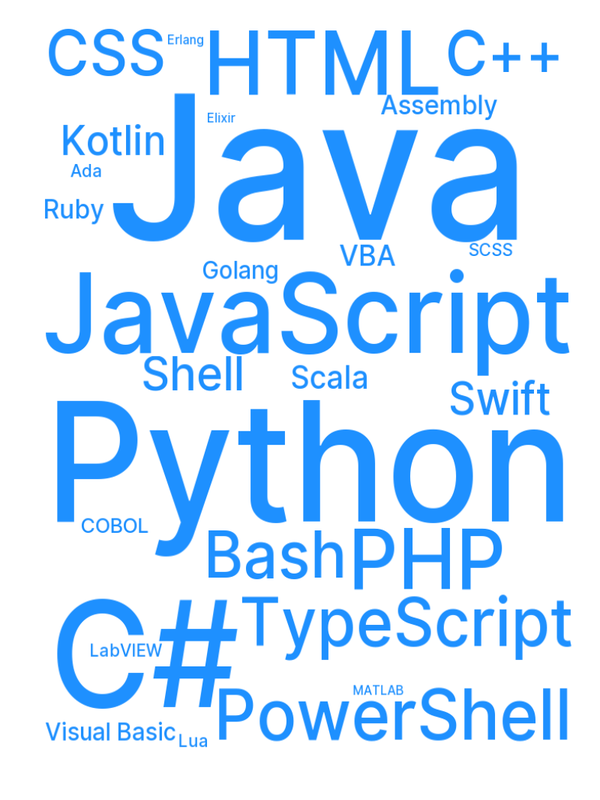 CSS
Erlang
HTML
C++
Assembly
Elixir
Kotlin
Java
Ada
Ruby
VBA
SCSS
Golang
JavaScript
Shell
Scala
Swift
Python
COBOL
Bash
PHP
C#
TypeScript
LabVIEW
MATLAB
PowerShell
Visual Basic
Lua